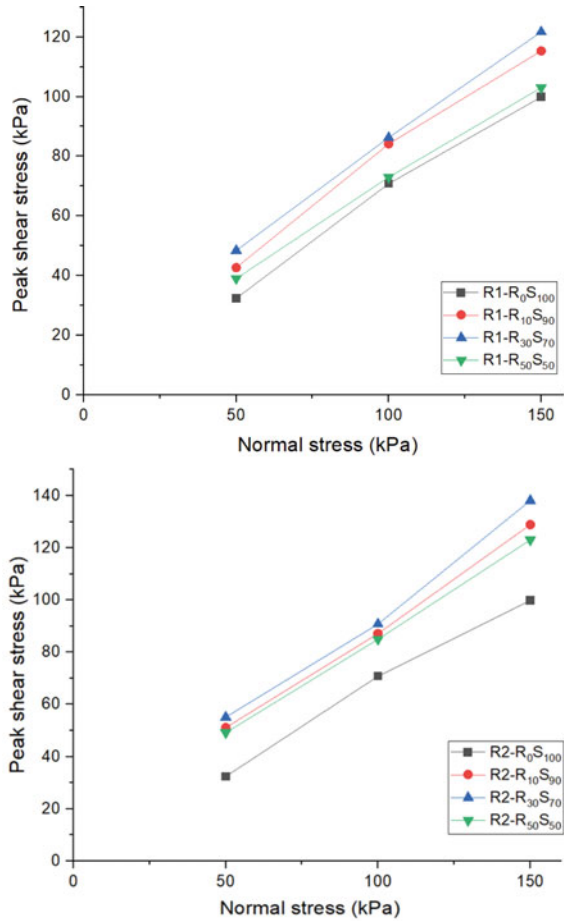 Peak shear stress (kPa)
120
100
80
60
40
20
0
0
50
100
150
Normal stress (kPa)
R1-R₀S₁₀₀
R1-R₁₀S₉₀
R1-R₃₀S₇₀
R1-R₅₀S₅₀
Peak shear stress (kPa)
140
120
100
80
60
40
20
0
0
50
100
150
Normal stress (kPa)
R2-R₀S₁₀₀
R2-R₁₀S₉₀
R2-R₃₀S₇₀
R2-R₅₀S₅₀